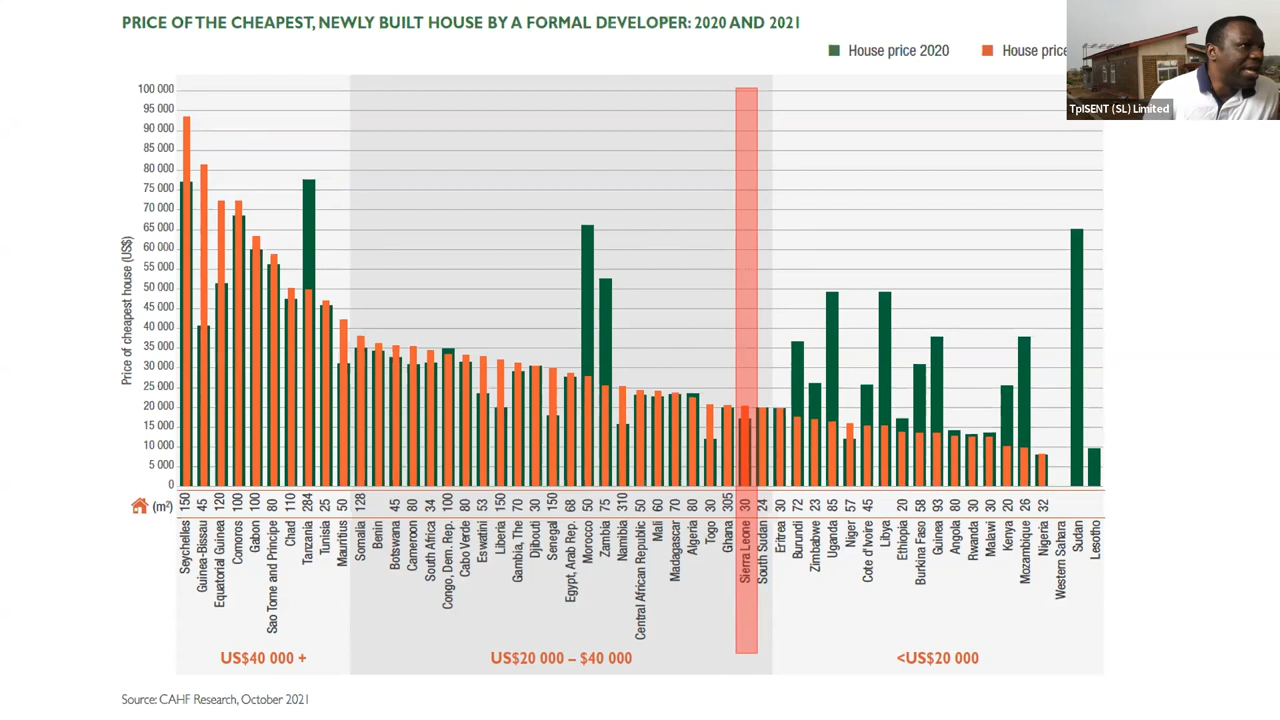 PRICE OF THE CHEAPEST, NEWLY BUILT HOUSE BY A FORMAL DEVELOPER: 2020 AND 2021
House price 2020
House price
TpISENT (SL) Limited
Price of cheapest house (US$)
100 000
95 000
90 000
85 000
80 000
75 000
70 000
65 000
60 000
55 000
50 000
45 000
40 000
35 000
30 000
25 000
20 000
15 000
10 000
5 000
0
(m²)
150 45 120 100 100 80 110 284 25 50 128 30 45 80 34 100 80 53 150 70 30 150 68 50 75 310 50 60 70 80 30 305 30 24 30 72 23 85 57 45 20 58 93 80 30 30 20 26 32
Seychelles
Guinea-Bissau
Equatorial Guinea
Comoros
Gabon
Sao Tome and Principe
Chad
Tanzania
Tunisia
Mauritius
Somalia
Benin
Botswana
Cameroon
South Africa
Congo, Dem. Rep.
Cabo Verde
Eswatini
Liberia
Gambia, The
Djibouti
Senegal
Egypt, Arab Rep.
Morocco
Zambia
Namibia
Central African Republic
Mali
Madagascar
Algeria
Togo
Ghana
Sierra Leone
South Sudan
Eritrea
Burundi
Zimbabwe
Uganda
Niger
Cote d'Ivoire
Libya
Ethiopia
Burkina Faso
Guinea
Angola
Rwanda
Malawi
Kenya
Mozambique
Nigeria
Western Sahara
Sudan
Lesotho
US$40 000 +
US$20 000 – $40 000
<US$20 000
Source: CAHF Research, October 2021